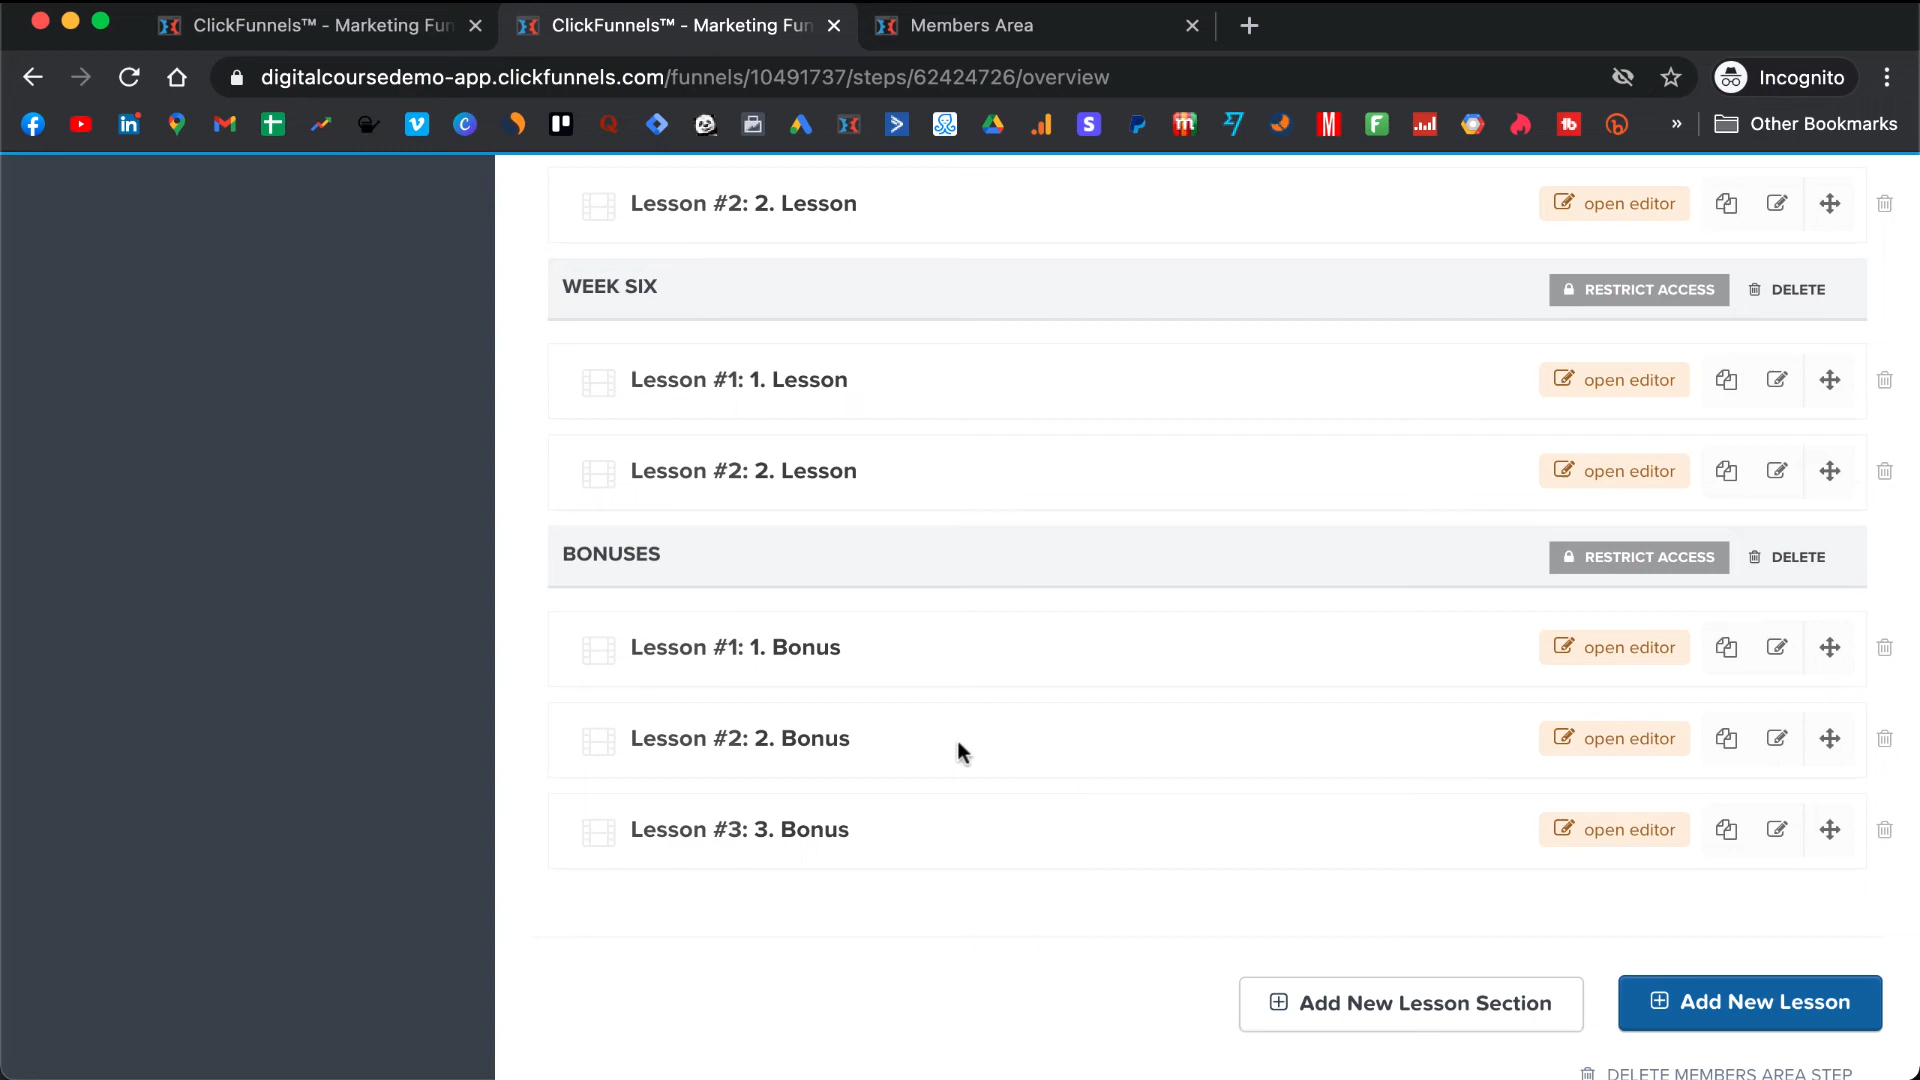 ClickFunnels™ - Marketing Fun
ClickFunnels™ - Marketing Fun
Members Area
digitalcoursedemo-app.clickfunnels.com/funnels/10491737/steps/62424726/overview
Incognito
Other Bookmarks
Lesson #2: 2. Lesson
open editor
WEEK SIX
RESTRICT ACCESS
DELETE
Lesson #1: 1. Lesson
open editor
Lesson #2: 2. Lesson
open editor
BONUSES
RESTRICT ACCESS
DELETE
Lesson #1: 1. Bonus
open editor
Lesson #2: 2. Bonus
open editor
Lesson #3: 3. Bonus
open editor
Add New Lesson Section
Add New Lesson
DELETE MEMBERS AREA STEP